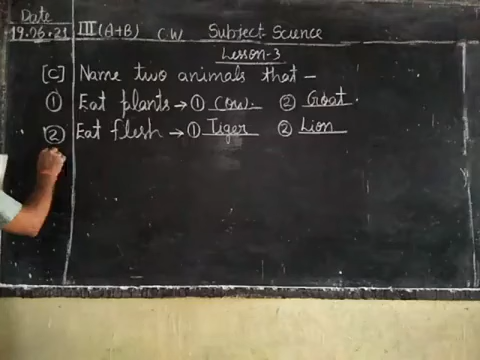 Date
19.06.21 III (A+B) C.W Subject- Science
Lesson-3
[C] Name two animals that —
① Eat plants → ① Cow. ② Goat.
② Eat flesh → ① Tiger ② Lion